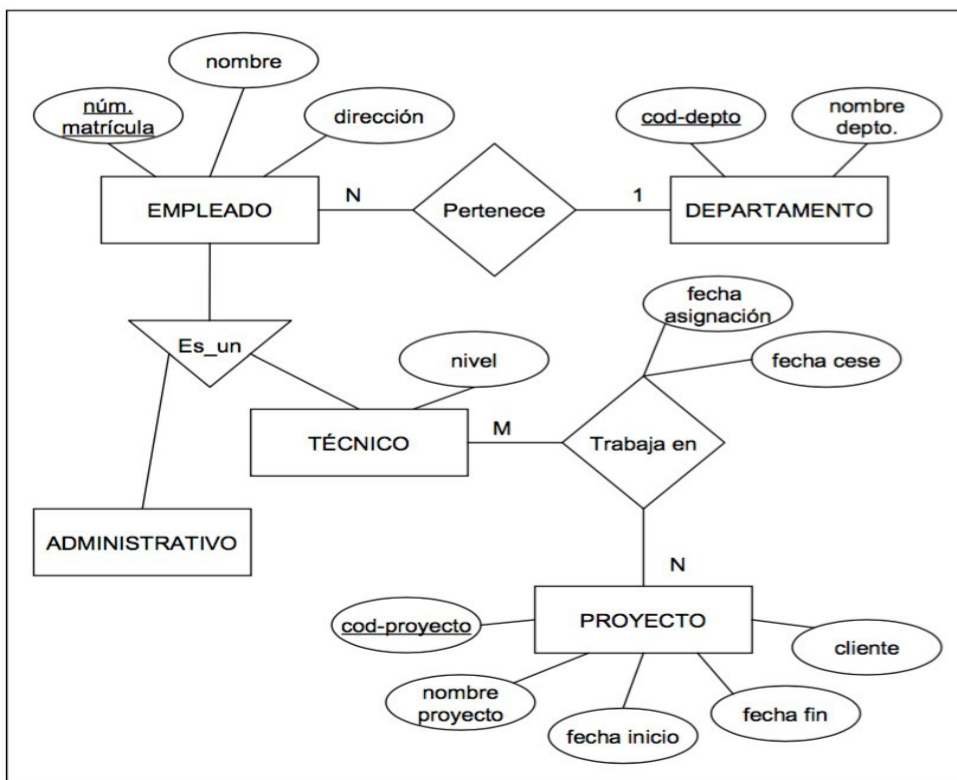 nombre
núm.
matrícula
dirección
cod-depto
nombre
depto.
EMPLEADO
N
Pertenece
1
DEPARTAMENTO
Es_un
fecha
asignación
nivel
fecha cese
TÉCNICO
M
Trabaja en
ADMINISTRATIVO
N
cod-proyecto
PROYECTO
cliente
nombre
proyecto
fecha inicio
fecha fin